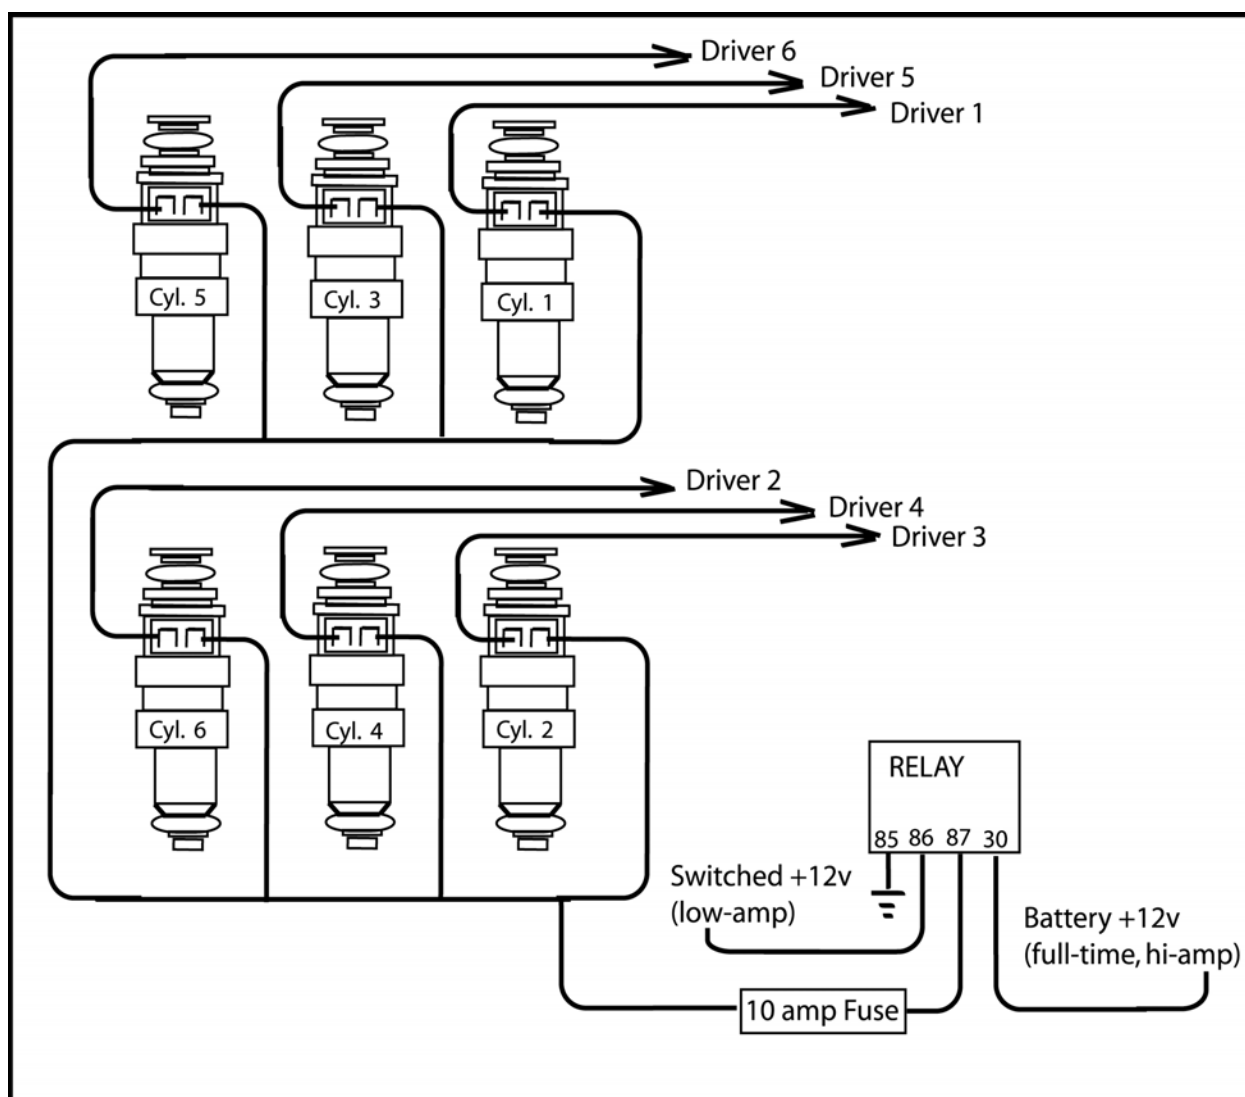 Driver 6
Driver 5
Driver 1
Cyl. 5
Cyl. 3
Cyl. 1
Driver 2
Driver 4
Driver 3
Cyl. 6
Cyl. 4
Cyl. 2
RELAY
85 86 87 30
Switched +12v
(low-amp)
Battery +12v
(full-time, hi-amp)
10 amp Fuse